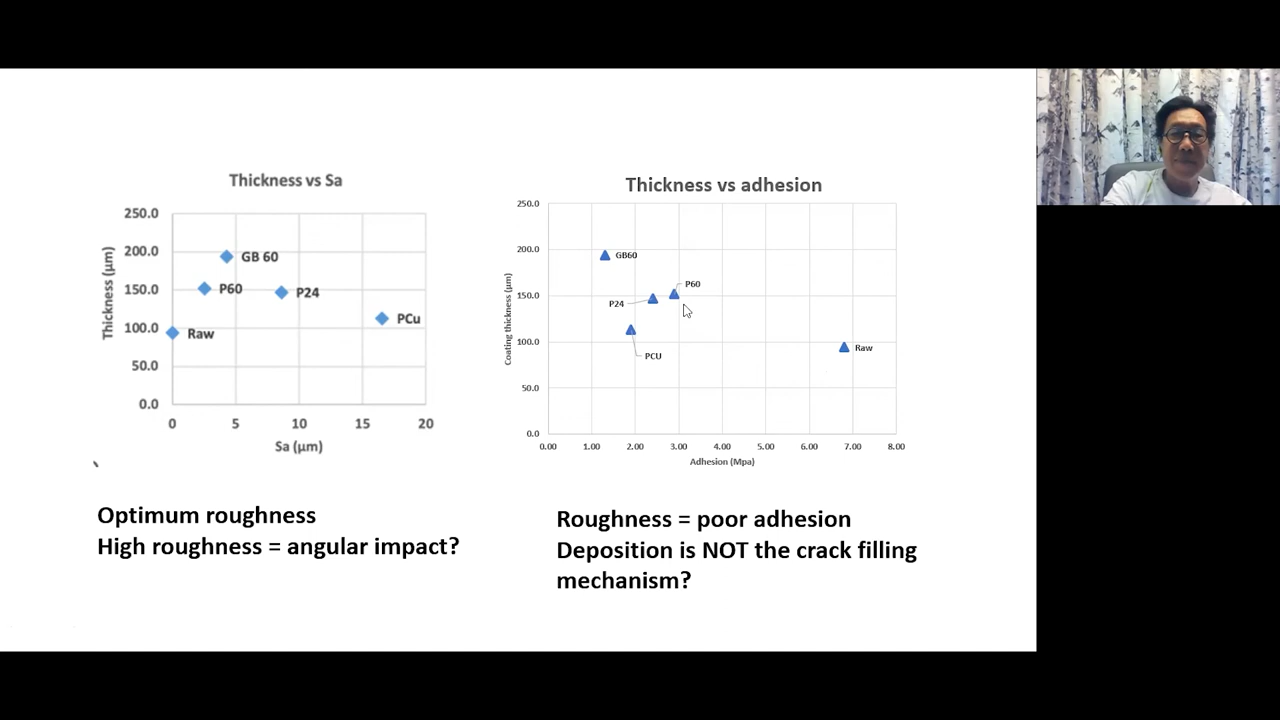 Thickness vs Sa
Thickness (µm)
250.0
200.0
150.0
100.0
50.0
0.0
GB 60
P60
P24
PCu
Raw
0 5 10 15 20
Sa (µm)
Optimum roughness
High roughness = angular impact?
Thickness vs adhesion
Coating thickness (µm)
250.0
200.0
150.0
100.0
50.0
0.0
GB60
P60
P24
PCU
Raw
0.00 1.00 2.00 3.00 4.00 5.00 6.00 7.00 8.00
Adhesion (Mpa)
Roughness = poor adhesion
Deposition is NOT the crack filling
mechanism?